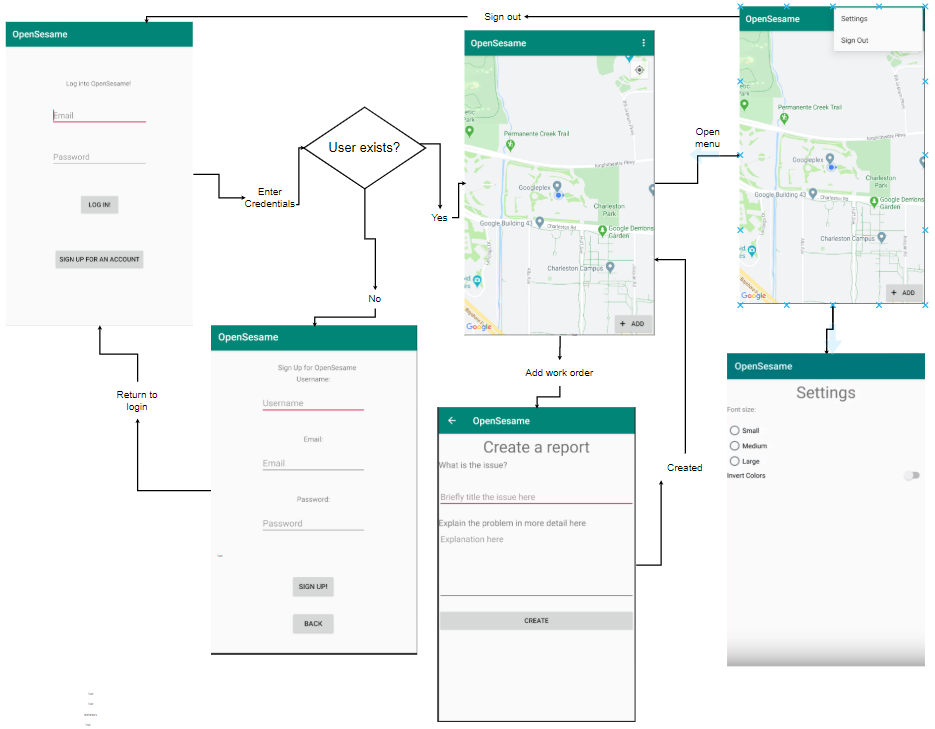 Sign out
OpenSesame
Log into OpenSesame!
Email
Password
LOG IN!
SIGN UP FOR AN ACCOUNT
Enter
Credentials
User exists?
Yes
No
OpenSesame
Permanente Creek Trail
Googleplex
Charleston
Park
Google Building 43
Charleston Rd
Google Demons
Garden
Charleston Campus
Google
+ ADD
Open
menu
OpenSesame
Settings
Sign Out
Permanente Creek Trail
Googleplex
Charleston
Park
Google Building 43
Charleston Rd
Google Demons
Garden
Charleston Campus
Google
+ ADD
Return to
login
OpenSesame
Sign Up for OpenSesame
Username:
Username
Email:
Email
Password:
Password
SIGN UP!
BACK
Add work order
OpenSesame
Create a report
What is the issue?
Briefly title the issue here
Explain the problem in more detail here
Explanation here
CREATE
Created
OpenSesame
Settings
Font size:
Small
Medium
Large
Invert Colors